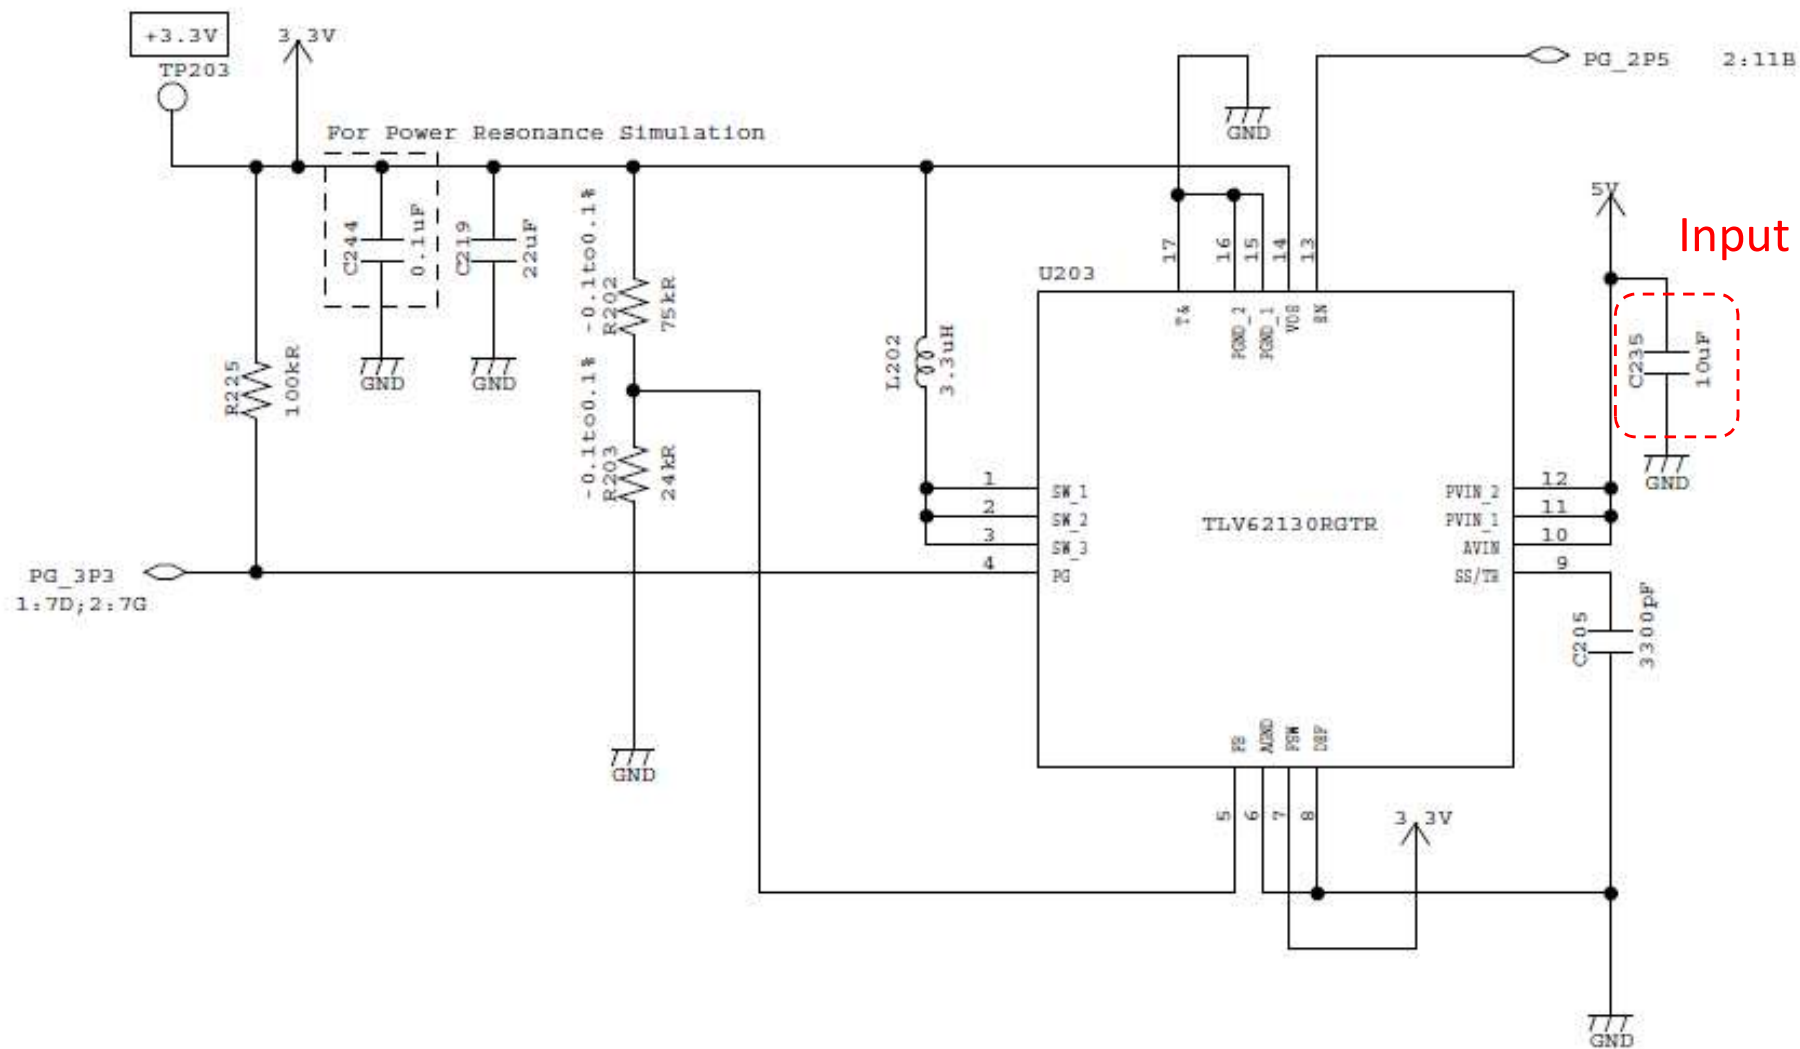 +3.3V
3.3V
TP203
PG_2P5 2:11B
GND
For Power Resonance Simulation
5V
Input
C244
0.1uF
C219
22uF
-0.1to0.1%
R202
75kR
17
16
15
14
13
U203
PGND_2
PGND_1
VOS
EN
GND
GND
R225
100kR
L202
3.3uH
C235
10uF
-0.1to0.1%
R203
24kR
GND
1
SW_1
2
SW_2
3
SW_3
4
PG
TLV62130RGTR
PVIN_2
12
PVIN_1
11
AVIN
10
SS/TR
9
PG_3P3
1:7D;2:7G
C205
3300pF
FB
AGND
FSW
DEF
GND
5
6
7
8
3.3V
GND